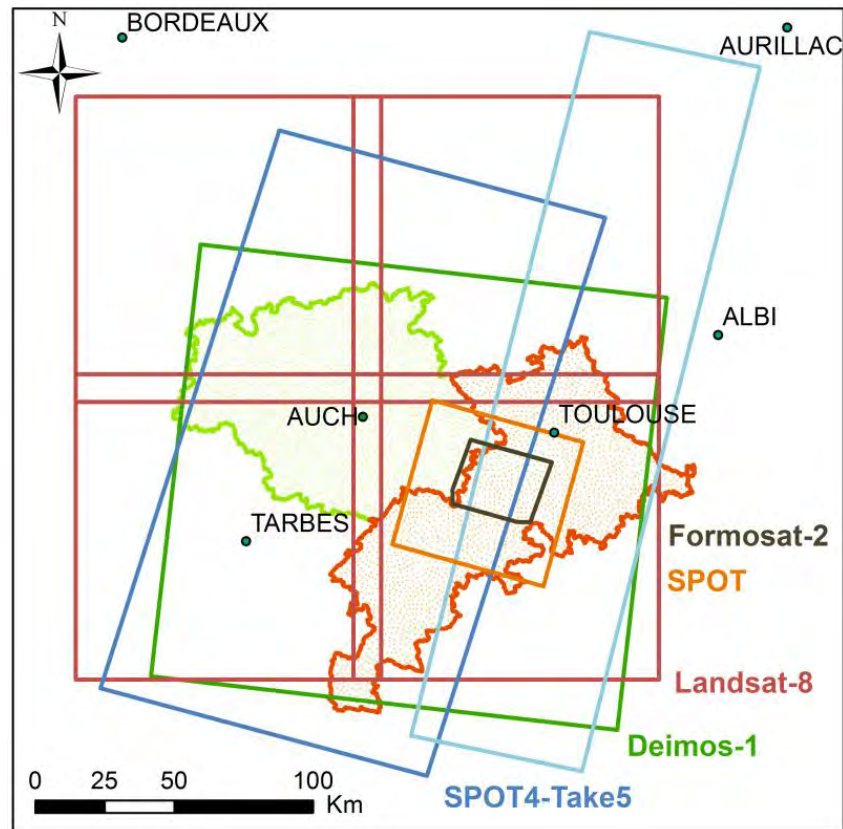 BORDEAUX
N
AURILLAC
ALBI
AUCH
TOULOUSE
TARBES
Formosat-2
SPOT
Landsat-8
Deimos-1
SPOT4-Take5
0 25 50 100
Km